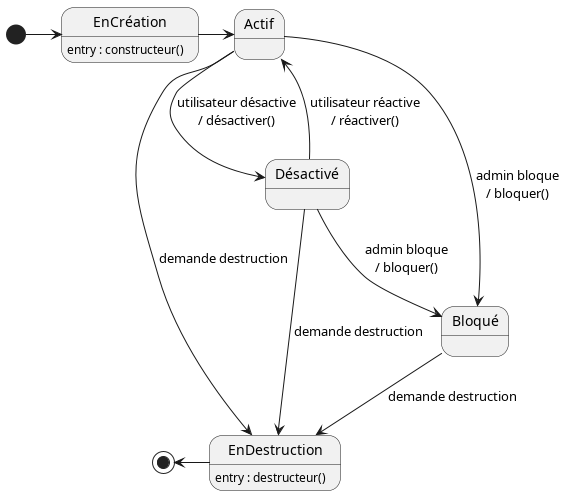 EnCréation
entry : constructeur()
Actif
utilisateur désactive
/ désactiver()
utilisateur réactive
/ réactiver()
admin bloque
/ bloquer()
Désactivé
admin bloque
/ bloquer()
demande destruction
Bloqué
demande destruction
demande destruction
EnDestruction
entry : destructeur()